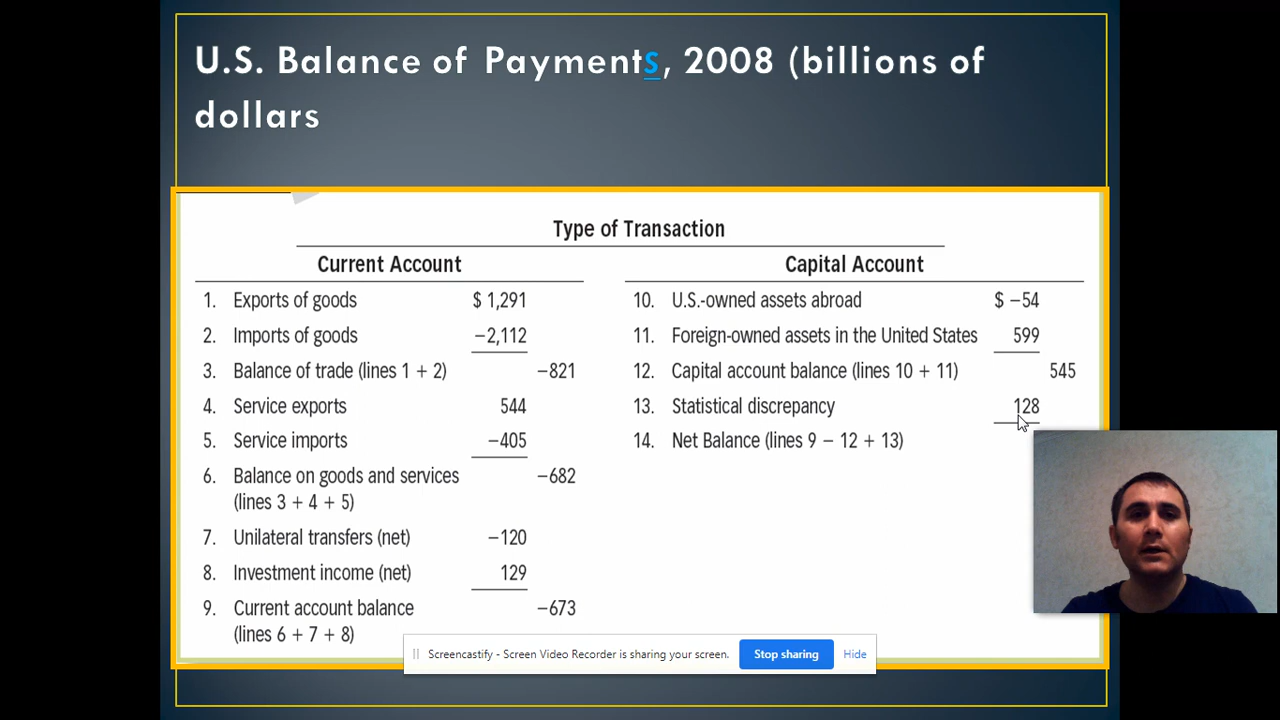 U.S. Balance of Payments, 2008 (billions of
dollars
Type of Transaction
Current Account
1. Exports of goods $ 1,291
2. Imports of goods −2,112
3. Balance of trade (lines 1 + 2) −821
4. Service exports 544
5. Service imports −405
6. Balance on goods and services −682
(lines 3 + 4 + 5)
7. Unilateral transfers (net) −120
8. Investment income (net) 129
9. Current account balance −673
(lines 6 + 7 + 8)
Capital Account
10. U.S.-owned assets abroad $ −54
11. Foreign-owned assets in the United States 599
12. Capital account balance (lines 10 + 11) 545
13. Statistical discrepancy 128
14. Net Balance (lines 9 − 12 + 13)
Screencastify - Screen Video Recorder is sharing your screen. Stop sharing Hide